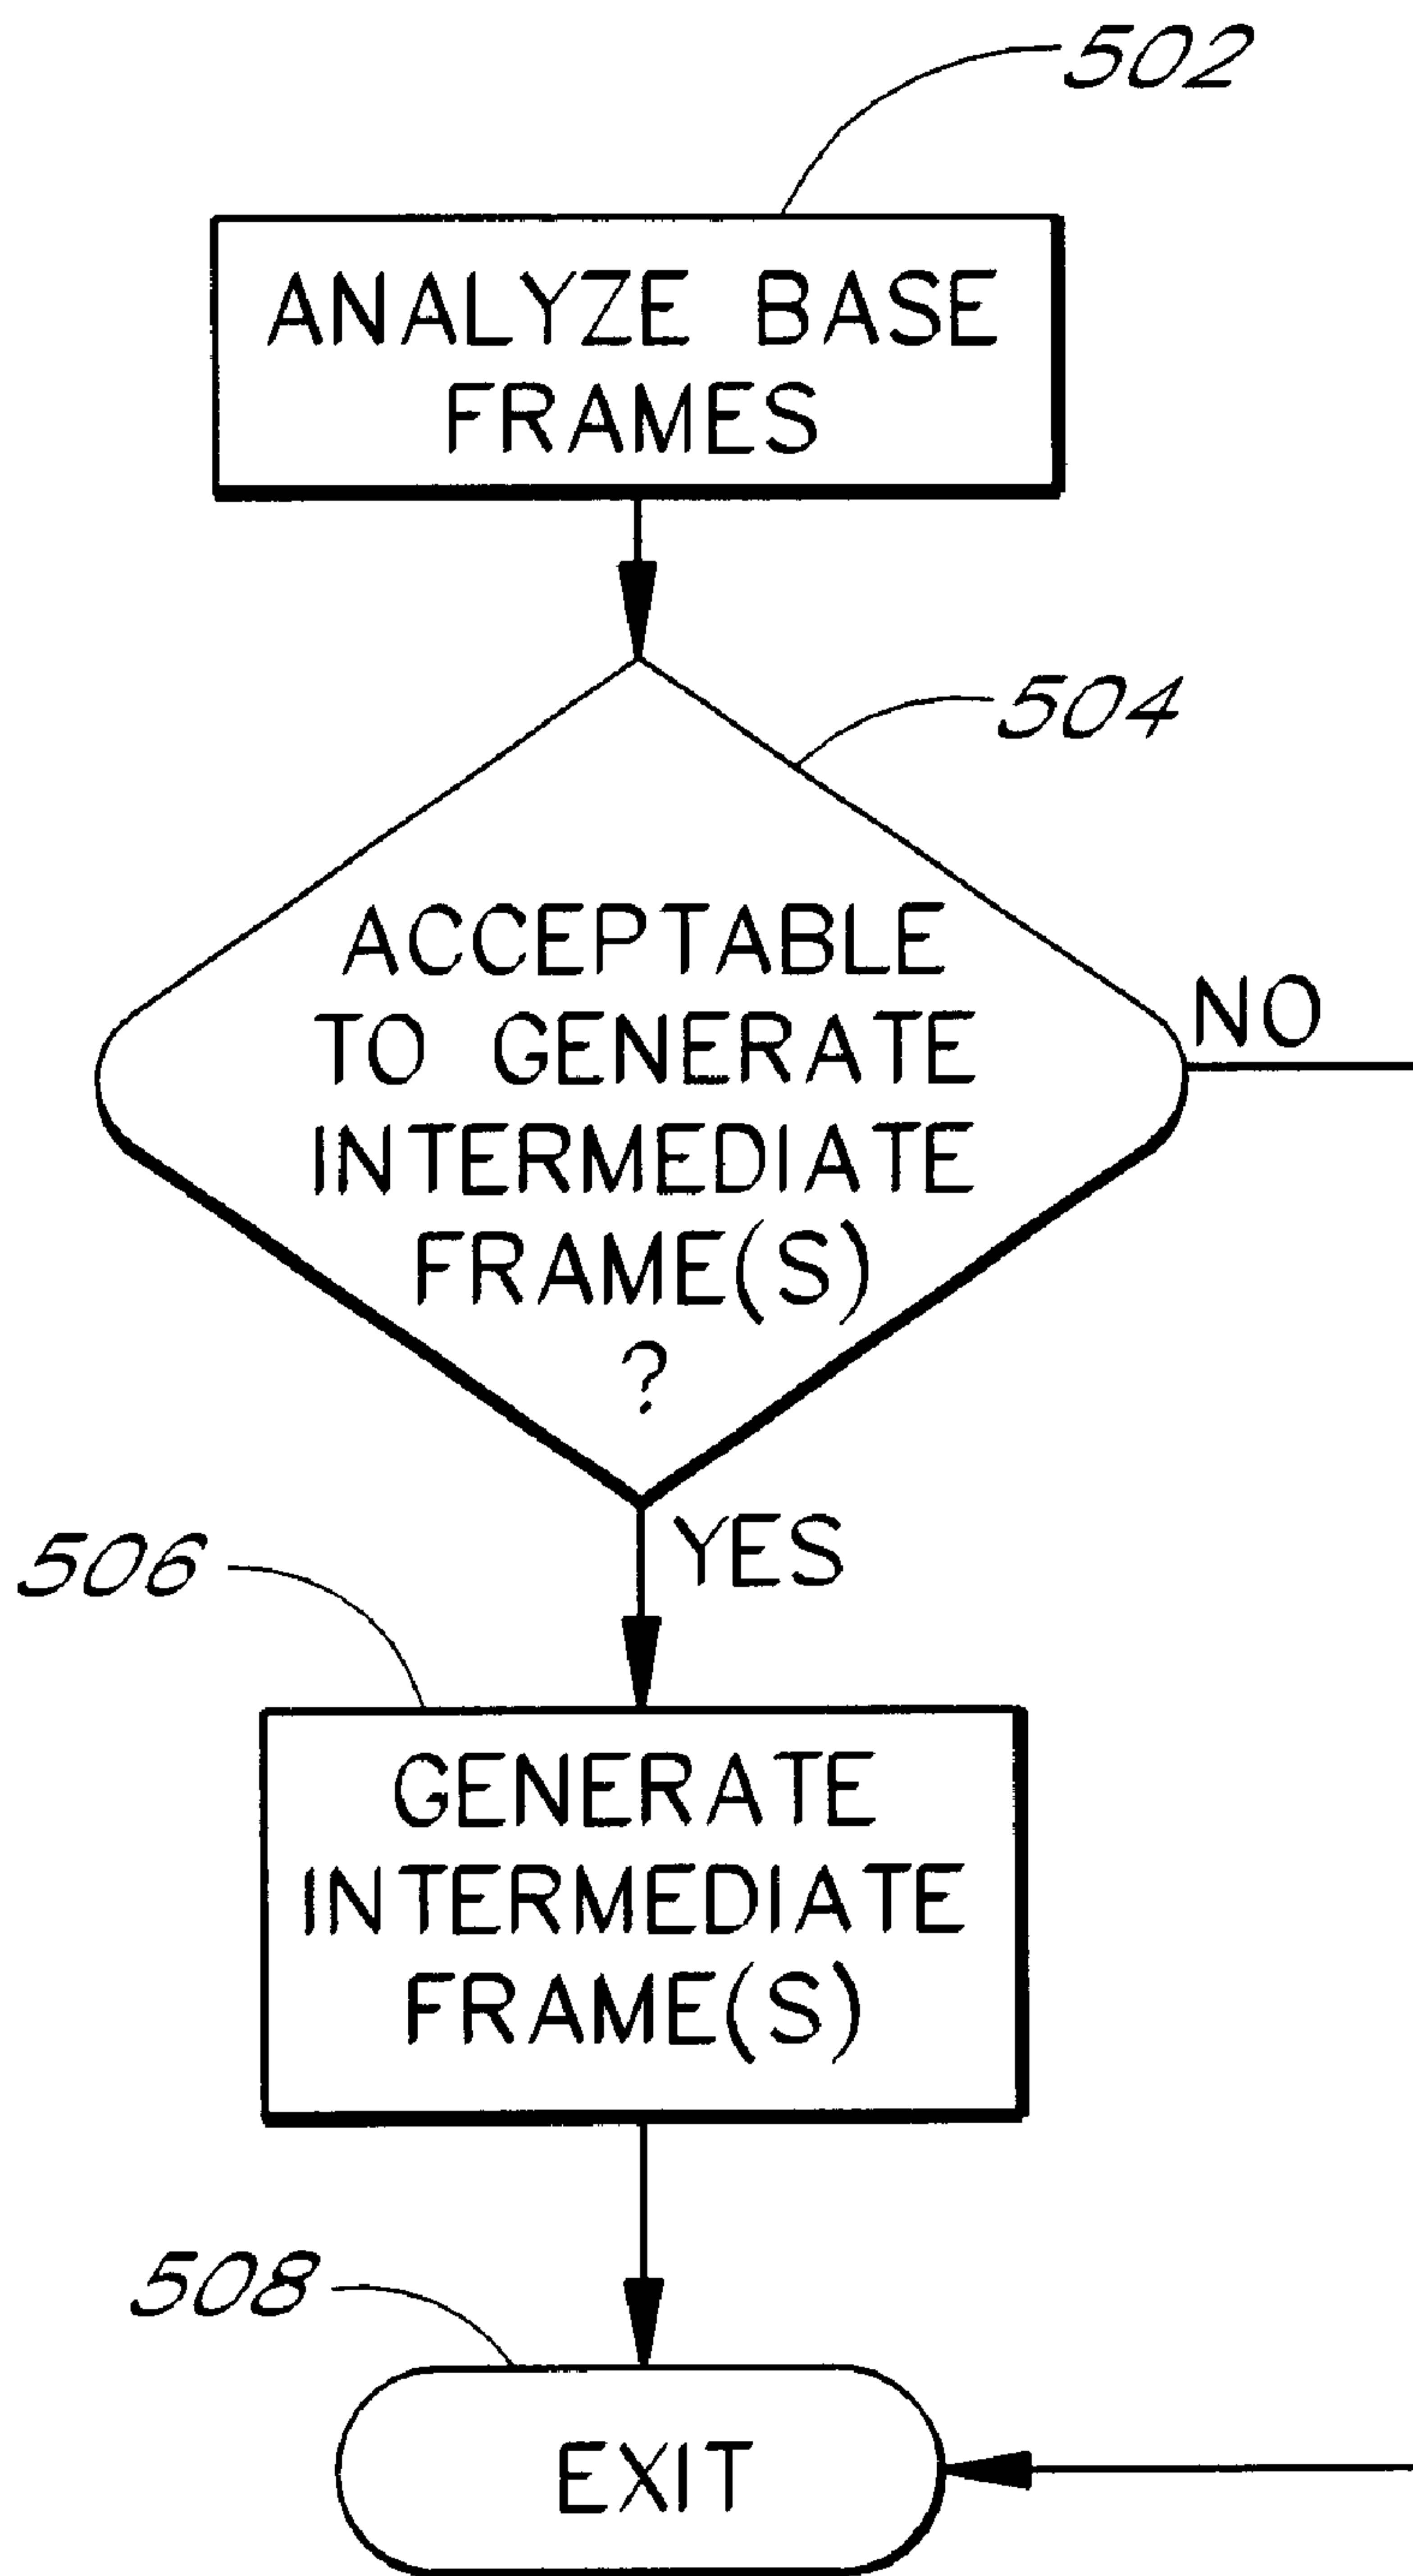 502
ANALYZE BASE
FRAMES
504
ACCEPTABLE
TO GENERATE
INTERMEDIATE
FRAME(S)
?
NO
YES
506
GENERATE
INTERMEDIATE
FRAME(S)
508
EXIT